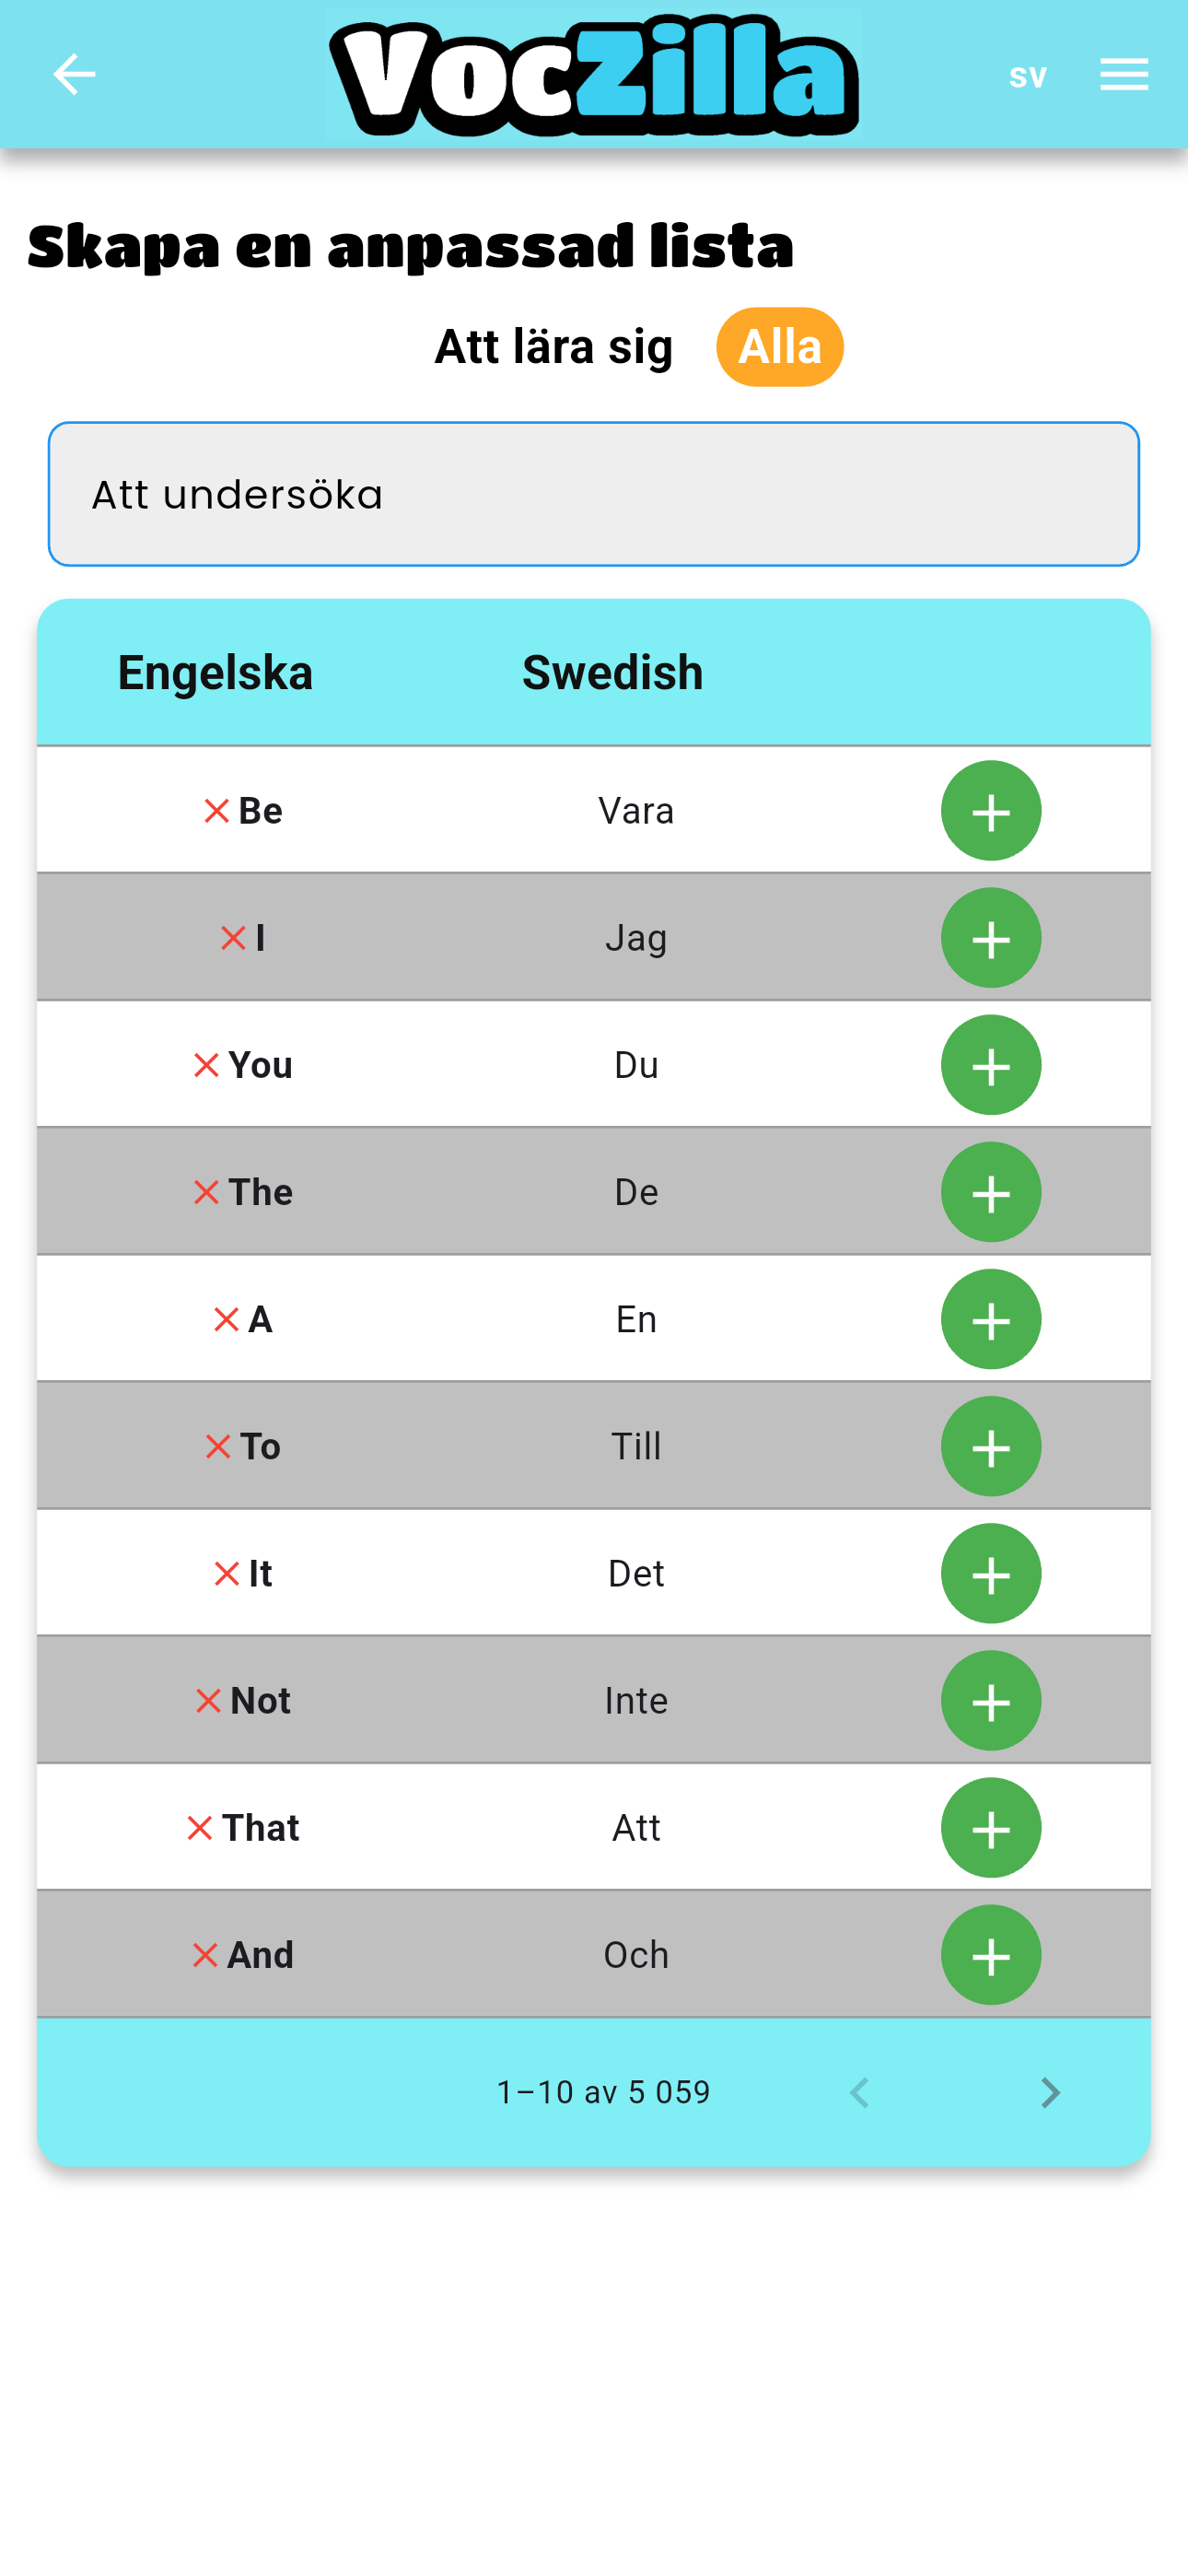 VocZilla
sv
Skapa en anpassad lista
Att lära sig Alla
Att undersöka
Engelska Swedish
Be Vara
I Jag
You Du
The De
A En
To Till
It Det
Not Inte
That Att
And Och
1–10 av 5 059